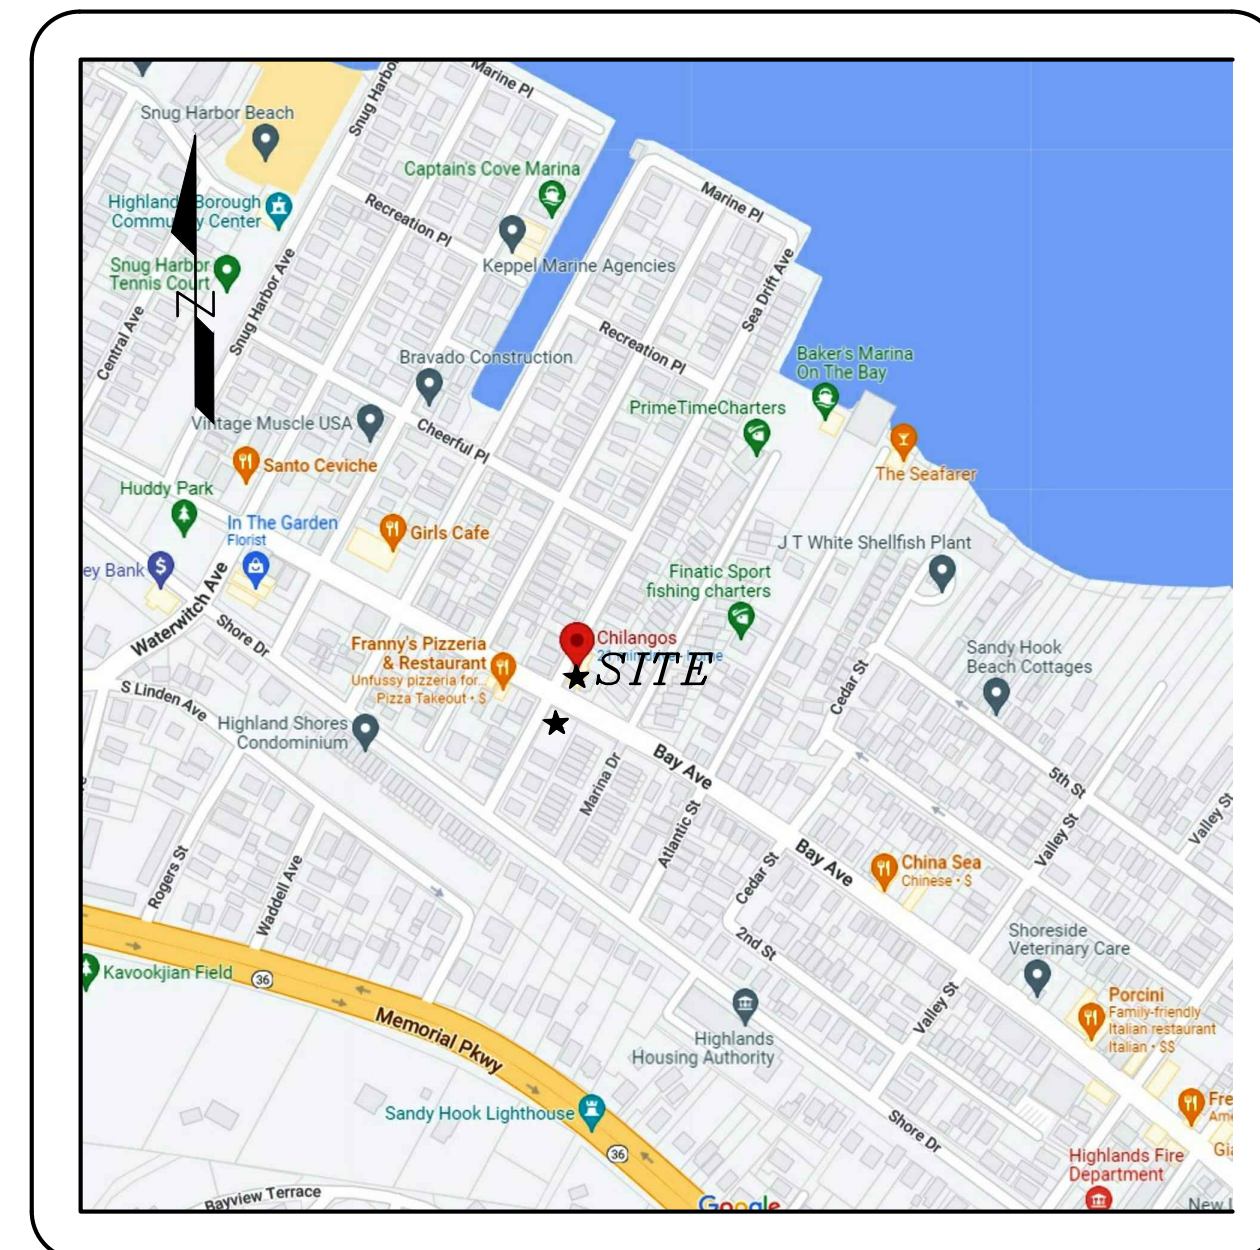 Marine Pl
Snug Harbor Beach
Snug Harbo
Captain's Cove Marina
Marine Pl
Highlands Borough
Community Center
Recreation Pl
Keppel Marine Agencies
Snug Harbor
Tennis Court
Snug Harbor Ave
Sea Drift Ave
Z
Central Ave
Recreation Pl
Bravado Construction
Baker's Marina
On The Bay
PrimeTimeCharters
Vintage Muscle USA
Cheerful Pl
Santo Ceviche
The Seafarer
Huddy Park
In The Garden
Florist
Girls Cafe
J T White Shellfish Plant
ey Bank
Finatic Sport
fishing charters
Waterwitch Ave
Shore Dr
Chilangos
SITE
Franny's Pizzeria
& Restaurant
Unfussy pizzeria for...
Pizza Takeout • $
Sandy Hook
Beach Cottages
Cedar St
S Linden Ave
Highland Shores
Condominium
Bay Ave
Marina Dr
5th St
Valley St
Atlantic St
Valley St
Bay Ave
China Sea
Chinese • $
Cedar St
Rogers St
Waddell Ave
2nd St
Shoreside
Veterinary Care
Kavookjian Field
36
Valley St
Porcini
Family-friendly
Italian restaurant
Italian • $$
Memorial Pkwy
Highlands
Housing Authority
Sandy Hook Lighthouse
Fre
Ame
Shore Dr
36
Gia
Highlands Fire
Department
Bayview Terrace
Google
New L